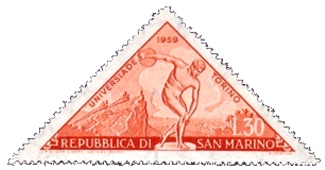 1959
UNIVERSIADE TORINO
L.30
REPUBBLICA DI SAN MARINO